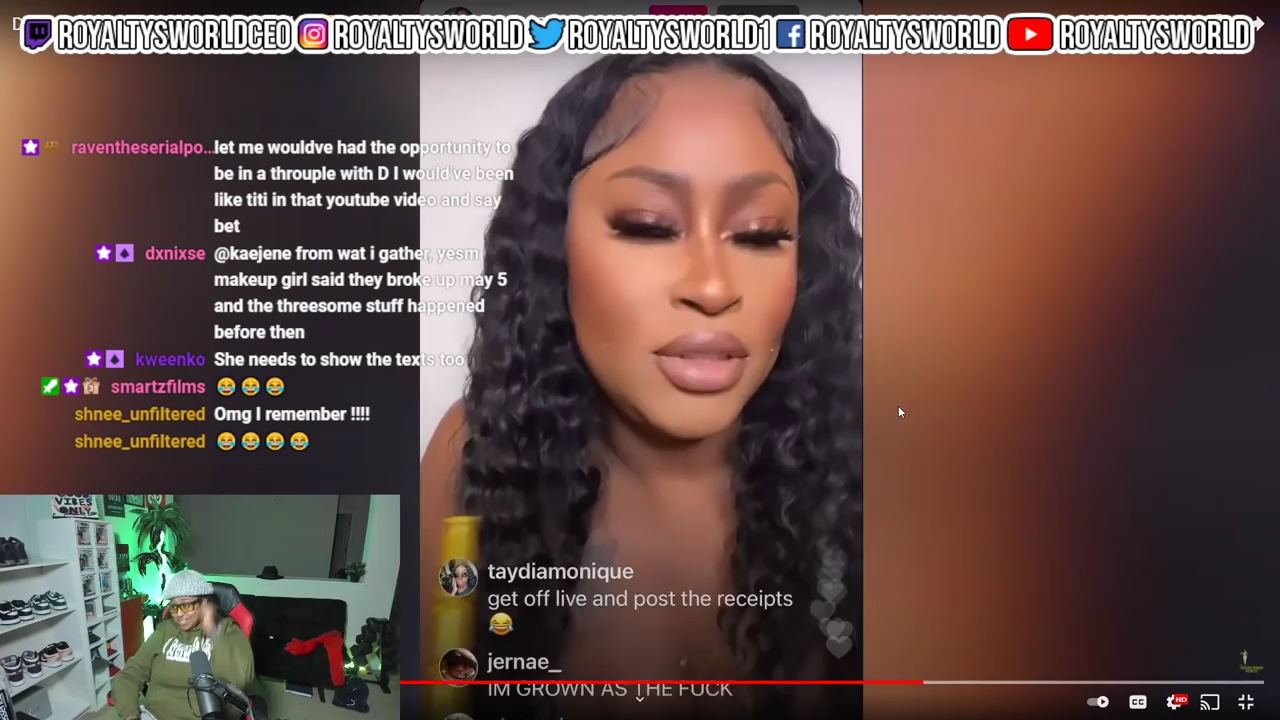 ROYALTYSWORLDCEO ROYALTYSWORLD ROYALTYSWORLD1 ROYALTYSWORLD ROYALTYSWORLD
raventheserialpo... let me wouldve had the opportunity to
be in a throuple with D I would've been
like titi in that youtube video and say
bet
dxnixse @kaejene from wat i gather, yesm
makeup girl said they broke up may 5
and the threesome stuff happened
before then
kweenko She needs to show the texts too
smartzfilms 😂 😂 😂
shnee_unfiltered Omg I remember !!!!
shnee_unfiltered 😂 😂 😂 😂
VIBES
ONLY
taydiamonique
get off live and post the receipts
😂
jernae_
IM GROWN AS THE FUCK
CC HD